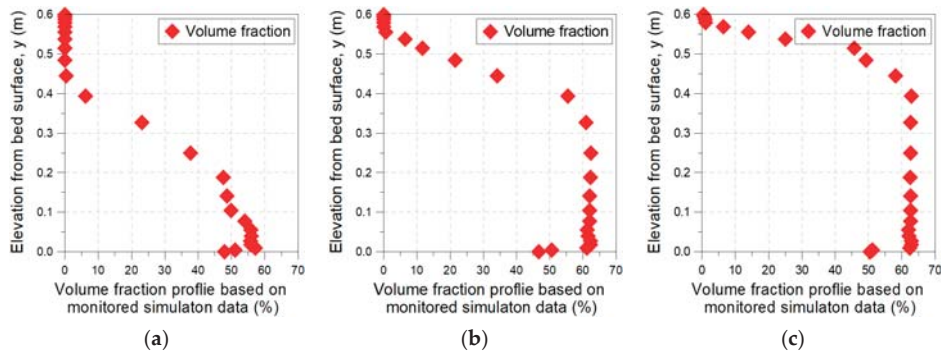 Elevation from bed surface, y (m)
0.6
0.5
0.4
0.3
0.2
0.1
0.0
Volume fraction
0 10 20 30 40 50 60 70
Volume fraction proflie based on
monitored simulaton data (%)
(a)
Elevation from bed surface, y (m)
0.6
0.5
0.4
0.3
0.2
0.1
0.0
Volume fraction
0 10 20 30 40 50 60 70
Volume fraction proflie based on
monitored simulaton data (%)
(b)
Elevation from bed surface, y (m)
0.6
0.5
0.4
0.3
0.2
0.1
0.0
Volume fraction
0 10 20 30 40 50 60 70
Volume fraction proflie based on
monitored simulaton data (%)
(c)